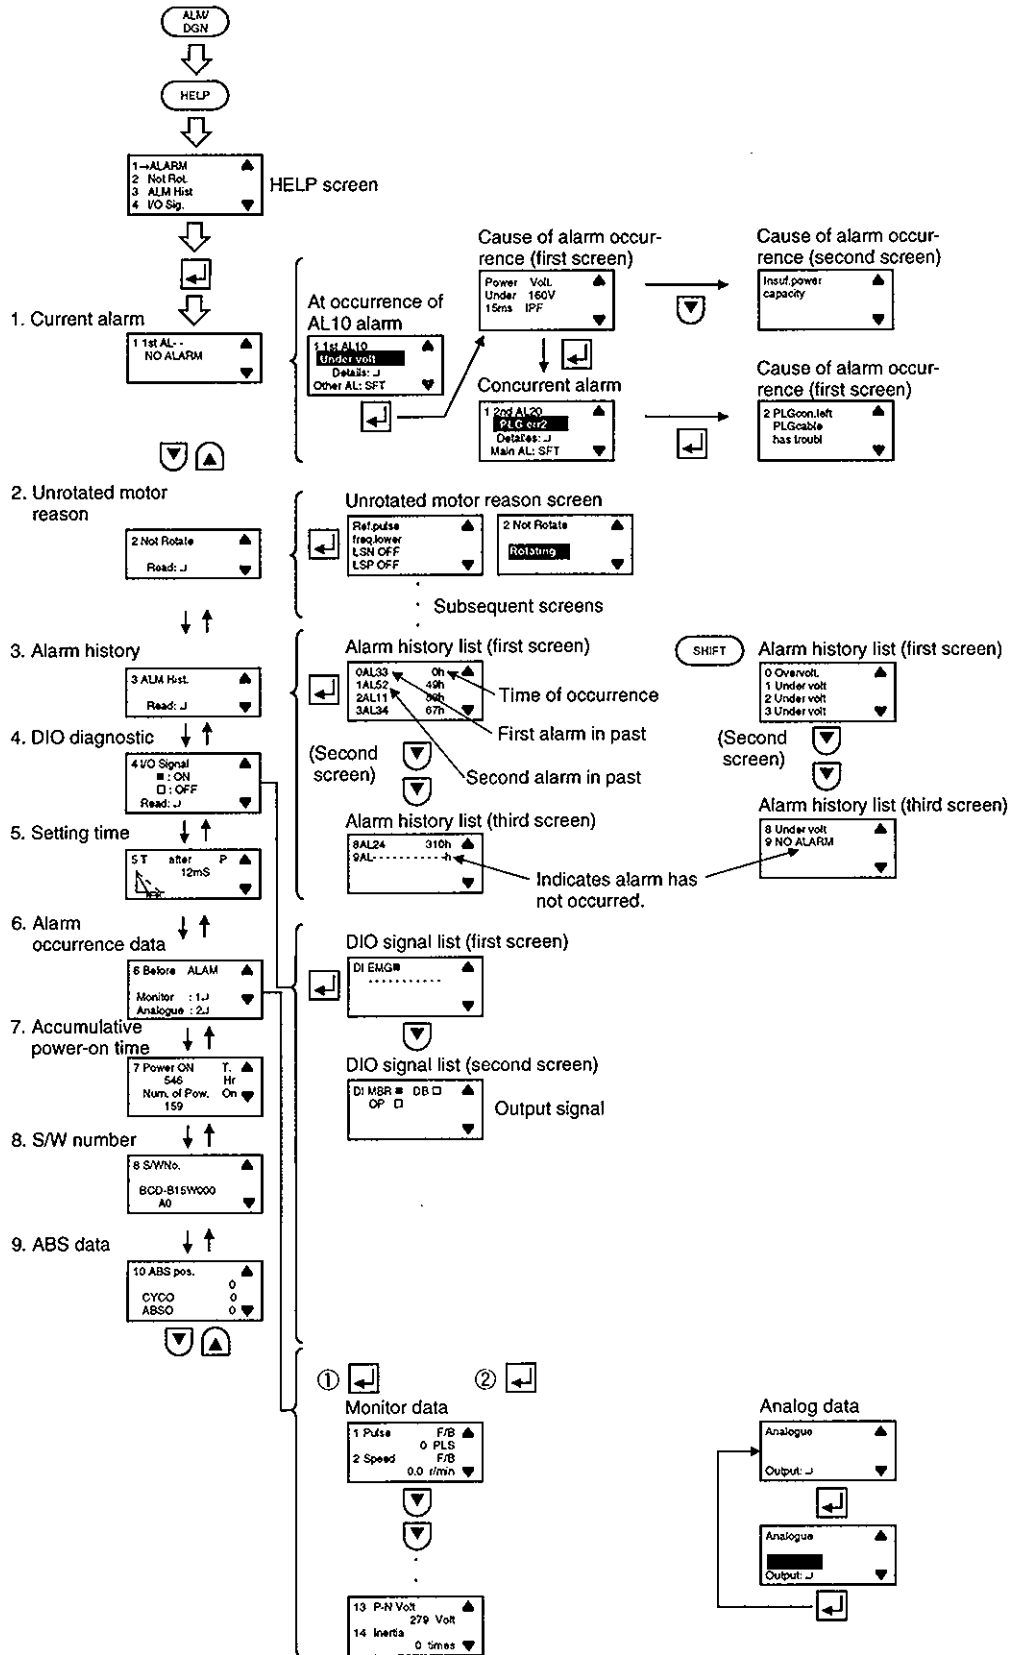 ALM/
DGN
HELP
1→ALARM
2 Not Rot.
3 ALM Hist
4 I/O Sig.
HELP screen
1. Current alarm
1 1st AL- -
NO ALARM
At occurrence of
AL10 alarm
1st AL10
Under volt
Details: ↵
Other AL: SFT
Cause of alarm occur-
rence (first screen)
Power Volt.
Under 160V
15ms IPF
Cause of alarm occur-
rence (second screen)
Insuf.power
capacity
Concurrent alarm
1 2nd AL20
PLG err2
Detailes: ↵
Main AL: SFT
Cause of alarm occur-
rence (first screen)
2 PLGcon.left
PLGcable
has troubl
2. Unrotated motor
reason
2 Not Rotate
Read: ↵
Unrotated motor reason screen
Ref.pulse
freq.lower
LSN OFF
LSP OFF
2 Not Rotate
Rotating
Subsequent screens
3. Alarm history
3 ALM Hist.
Read: ↵
Alarm history list (first screen)
0AL33 0h
1AL52 49h
2AL11
3AL34 67h
Time of occurrence
First alarm in past
Second alarm in past
(Second
screen)
Alarm history list (third screen)
8AL24 310h
9AL- - - - - - - - - -h
Indicates alarm has
not occurred.
SHIFT
Alarm history list (first screen)
0 Overvolt.
1 Under volt
2 Under volt
3 Under volt
(Second
screen)
Alarm history list (third screen)
8 Under volt
9 NO ALARM
4. DIO diagnostic
4 I/O Signal
■ : ON
□ : OFF
Read: ↵
5. Setting time
5 T after P
12mS
6. Alarm
occurrence data
6 Before ALAM
Monitor : 1↵
Analogue : 2↵
7. Accumulative
power-on time
7 Power ON T.
546 Hr
Num. of Pow. On
159
8. S/W number
8 S/WNo.
BCD-B15W000
A0
9. ABS data
10 ABS pos.
0
CYCO 0
ABSO 0
DIO signal list (first screen)
DI EMG■
- - - - - - - - - -
DIO signal list (second screen)
DI MBR ■ DB □
OP □
Output signal
① ②
Monitor data
1 Pulse F/B
0 PLS
2 Speed F/B
0.0 r/min
13 P-N Volt
279 Volt
14 Inertia
0 times
Analog data
Analogue
Output: ↵
Analogue
Output: ↵